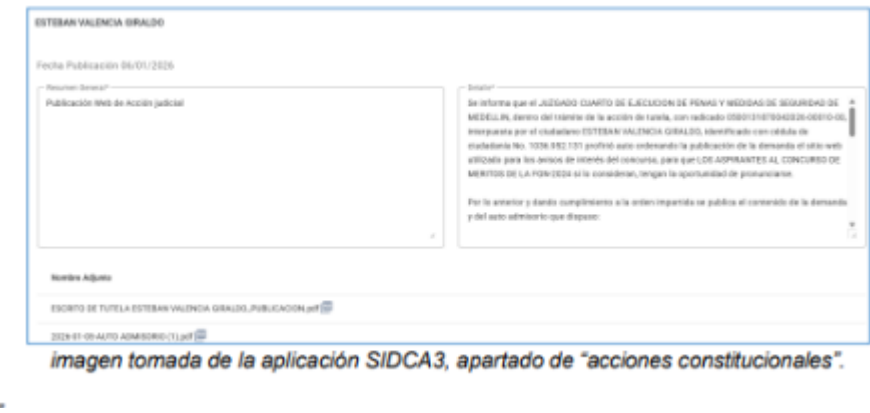 ESTEBAN VALENCIA GIRALDO
Fecha Publicación 06/01/2026
Resumen General*
Publicación Web de Acción judicial
Detalle*
Se informa que el JUZGADO CUARTO DE EJECUCION DE PENAS Y MEDIDAS DE SEGURIDAD DE
MEDELLIN, dentro del trámite de la acción de tutela, con radicado
interpuesta por el ciudadano ESTEBAN VALENCIA GIRALDO, identificado con cédula de
ciudadanía No. 1036.952.131 profirió auto ordenando la publicación de la demanda el sitio web
utilizado para los avisos de interés del concurso, para que LOS ASPIRANTES AL CONCURSO DE
MERITOS DE LA FGN-2024 si lo consideran, tengan la oportunidad de pronunciarse.
Por lo anterior y dando cumplimiento a la orden impartida se publica el contenido de la demanda
y del auto admisorio que dispuso:
Nombre Adjunto
ESCRITO DE TUTELA ESTEBAN VALENCIA GIRALDO_PUBLICACION.pdf
2026-01-05-AUTO ADMISORIO (1).pdf
imagen tomada de la aplicación SIDCA3, apartado de “acciones constitucionales”.